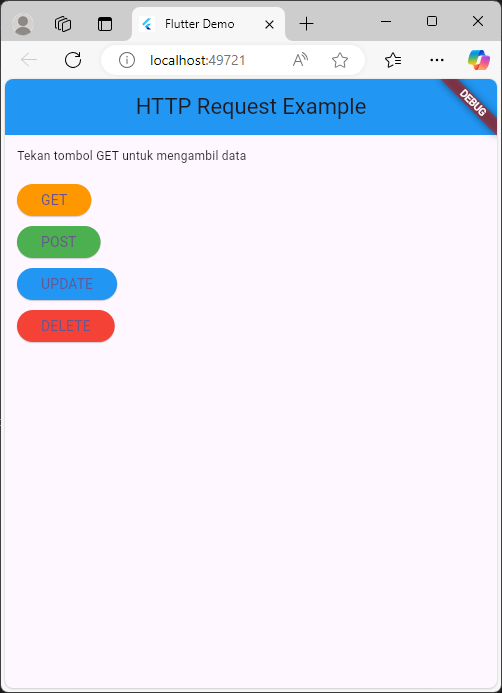 Flutter Demo
localhost:49721
HTTP Request Example
DEBUG
Tekan tombol GET untuk mengambil data
GET
POST
UPDATE
DELETE